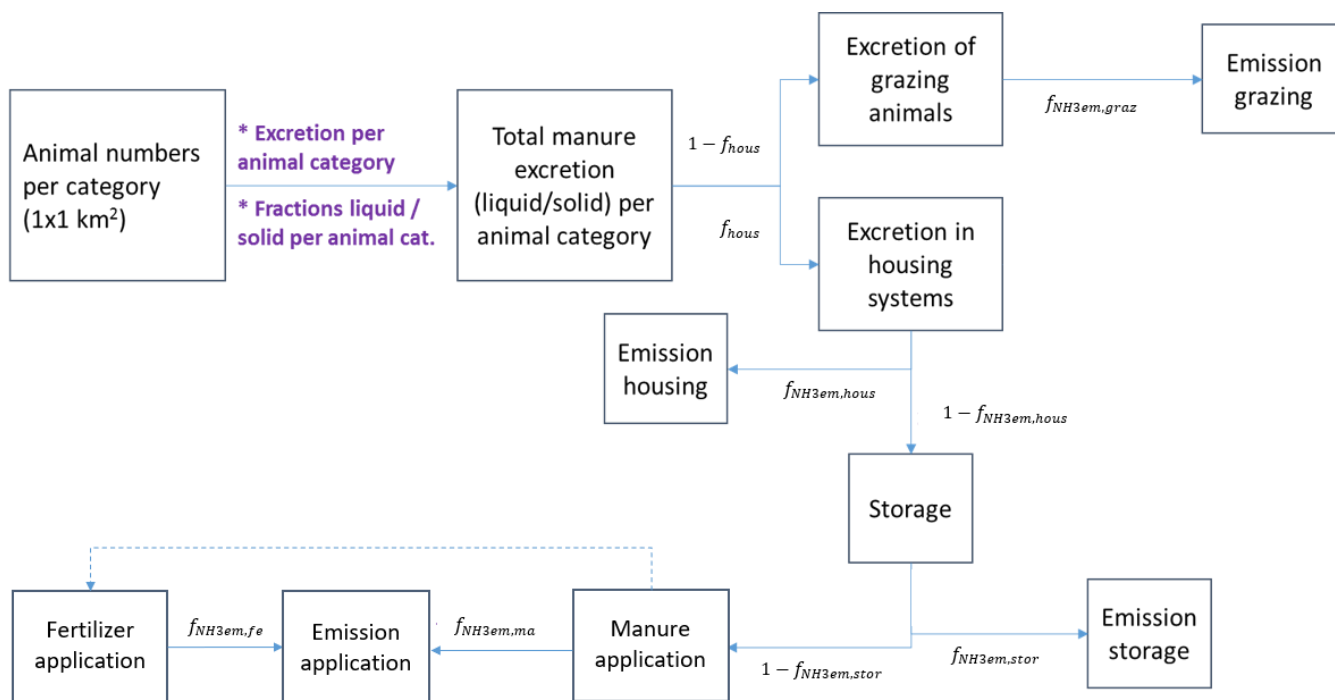 Animal numbers
per category
(1x1 km²)
* Excretion per
animal category
* Fractions liquid /
solid per animal cat.
Total manure
excretion
(liquid/solid) per
animal category
1 − f_hous
f_hous
Excretion of
grazing
animals
f_NH3em,graz
Emission
grazing
Excretion in
housing
systems
Emission
housing
f_NH3em,hous
1 − f_NH3em,hous
Storage
Fertilizer
application
f_NH3em,fe
Emission
application
f_NH3em,ma
Manure
application
1 − f_NH3em,stor
f_NH3em,stor
Emission
storage